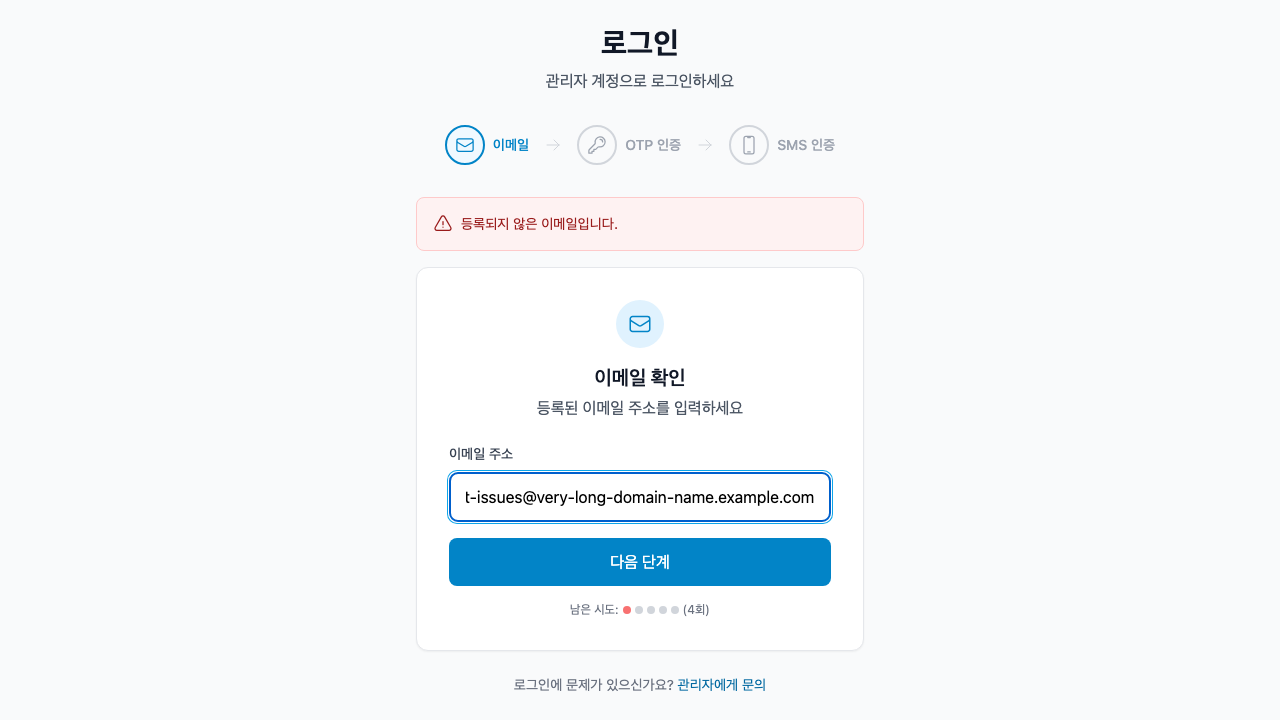 로그인
관리자 계정으로 로그인하세요
이메일
OTP 인증
SMS 인증
등록되지 않은 이메일입니다.
이메일 확인
등록된 이메일 주소를 입력하세요
이메일 주소
t-issues@very-long-domain-name.example.com
다음 단계
남은 시도: (4회)
로그인에 문제가 있으신가요? 관리자에게 문의